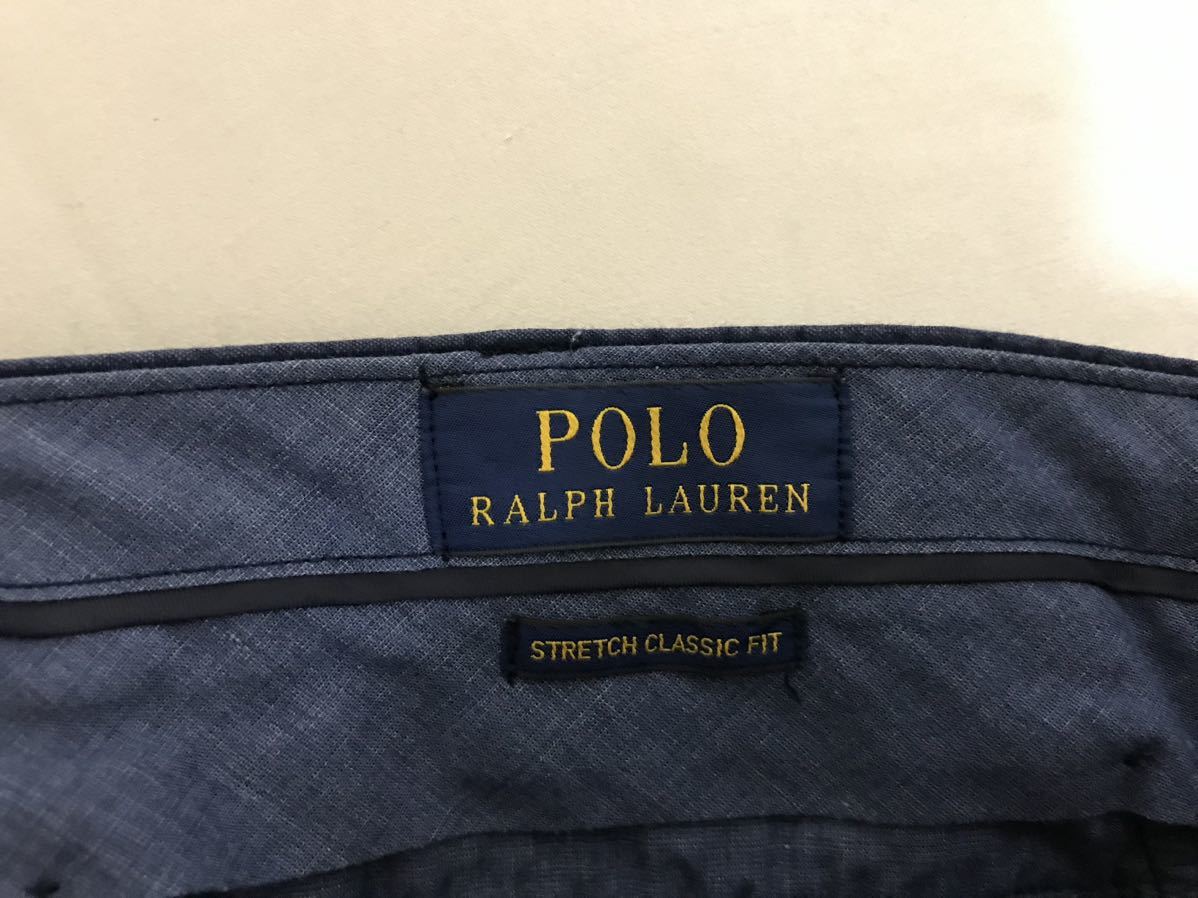 POLO
RALPH LAUREN
STRETCH CLASSIC FIT